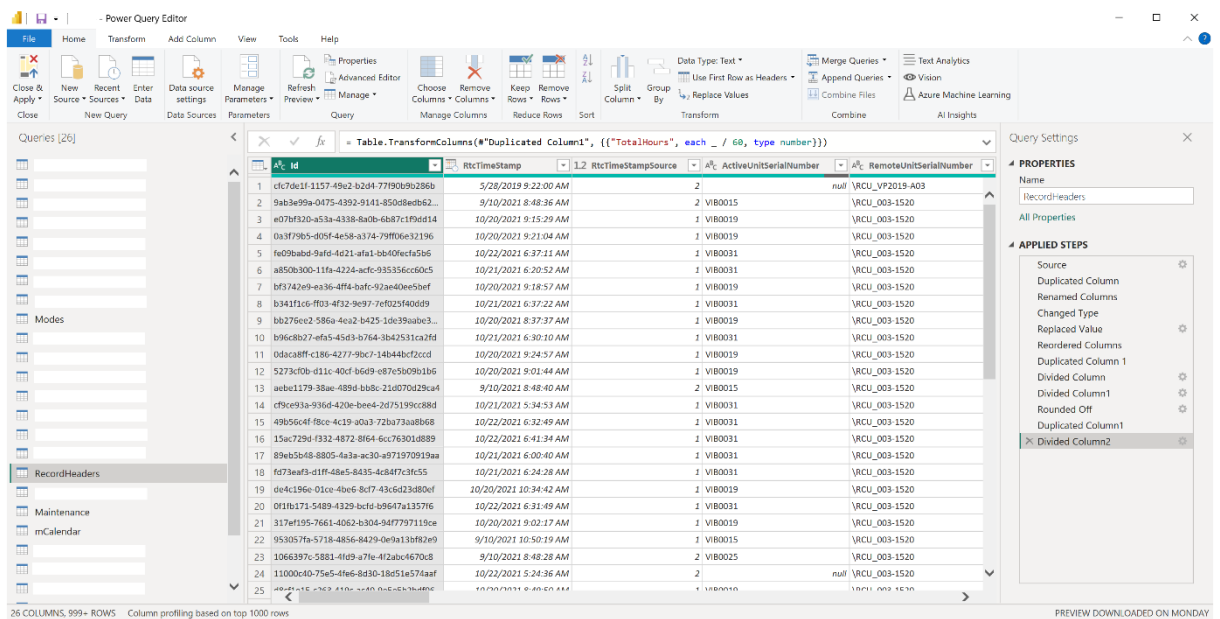 - Power Query Editor
File Home Transform Add Column View Tools Help
Close & Apply New Source Recent Sources Enter Data Data source settings Manage Parameters Refresh Preview Properties Advanced Editor Manage Choose Columns Remove Columns Keep Rows Remove Rows Split Column Group By Data Type: Text Use First Row as Headers Replace Values Merge Queries Append Queries Combine Files Text Analytics Vision Azure Machine Learning
Close New Query Data Sources Parameters Query Manage Columns Reduce Rows Sort Transform Combine AI Insights
Queries [26]
Modes
RecordHeaders
Maintenance
mCalendar
fx = Table.TransformColumns(#"Duplicated Column1", {{"TotalHours", each _ / 60, type number}})
ABC Id RtcTimeStamp 1.2 RtcTimeStampSource ABC ActiveUnitSerialNumber ABC RemoteUnitSerialNumber
1 cfc7de1f-1157-49e2-b2d4-77f90b9b286b 5/28/2019 9:22:00 AM 2 null \RCU_VP2019-A03
2 9ab3e99a-0475-4392-9141-850d8edb62... 9/10/2021 8:48:36 AM 2 VIB0015 \RCU_003-1520
3 e07bf320-a53a-4338-8a0b-6b87c1f9dd14 10/20/2021 9:15:29 AM 1 VIB0019 \RCU_003-1520
4 0a3f79b5-d05f-4e58-a374-79ff06e32196 10/20/2021 9:21:04 AM 1 VIB0019 \RCU_003-1520
5 fe09babd-9afd-4d21-afa1-bb40fecfa5b6 10/22/2021 6:37:11 AM 1 VIB0031 \RCU_003-1520
6 a850b300-11fa-4224-acfc-935356cc60c5 10/21/2021 6:20:52 AM 1 VIB0031 \RCU_003-1520
7 bf3742e9-ea36-4ff4-bafc-92ae40ee5bef 10/20/2021 9:18:57 AM 1 VIB0019 \RCU_003-1520
8 b341f1c6-ff03-4f32-9e97-7ef025f40dd9 10/21/2021 6:37:22 AM 1 VIB0031 \RCU_003-1520
9 bb276ee2-586a-4ea2-b425-1de39aabe3... 10/20/2021 8:37:37 AM 1 VIB0019 \RCU_003-1520
10 b96c8b27-efa5-45d3-b764-3b42531ca2fd 10/21/2021 6:30:10 AM 1 VIB0031 \RCU_003-1520
11 0daca8ff-c186-4277-9bc7-14b44bcf2ccd 10/20/2021 9:24:57 AM 1 VIB0019 \RCU_003-1520
12 5273cf0b-d11c-40cf-b6d9-e87e5b09b1b6 10/20/2021 9:01:44 AM 1 VIB0019 \RCU_003-1520
13 aebe1179-38ae-489d-bb8c-21d070d29ca4 9/10/2021 8:48:40 AM 2 VIB0015 \RCU_003-1520
14 cf9ce93a-936d-420e-bee4-2d75199cc88d 10/21/2021 5:34:53 AM 1 VIB0031 \RCU_003-1520
15 49b56c4f-f8ce-4c19-a0a3-72ba73aa8b68 10/22/2021 6:32:49 AM 1 VIB0031 \RCU_003-1520
16 15ac729d-f332-4872-8f64-6cc76301d889 10/22/2021 6:41:34 AM 1 VIB0031 \RCU_003-1520
17 89eb5b48-8805-4a3a-ac30-a971970919aa 10/21/2021 6:00:40 AM 1 VIB0031 \RCU_003-1520
18 fd73eaf3-d1ff-48e5-8435-4c84f7c3fc55 10/21/2021 6:24:28 AM 1 VIB0031 \RCU_003-1520
19 de4c196e-01ce-4be6-8cf7-43c6d23d80ef 10/20/2021 10:34:42 AM 1 VIB0019 \RCU_003-1520
20 0f1fb171-5489-4329-bcfd-b9647a1357f6 10/22/2021 6:31:49 AM 1 VIB0031 \RCU_003-1520
21 317ef195-7661-4062-b304-94f7797119ce 10/20/2021 9:02:17 AM 1 VIB0019 \RCU_003-1520
22 953057fa-5718-4856-8429-0e9a13bf82e9 9/10/2021 10:50:19 AM 1 VIB0019 \RCU_003-1520
23 1066397c-5881-4fd9-a7fe-4f2abc4670c8 9/10/2021 8:48:28 AM 2 VIB0025 \RCU_003-1520
24 11000c40-75e5-4fe6-8d30-18d51e574aaf 10/22/2021 5:24:36 AM 2 null \RCU_003-1520
25
Query Settings
PROPERTIES
Name
RecordHeaders
All Properties
APPLIED STEPS
Source
Duplicated Column
Renamed Columns
Changed Type
Replaced Value
Reordered Columns
Duplicated Column 1
Divided Column
Divided Column1
Rounded Off
Duplicated Column1
Divided Column2
26 COLUMNS, 999+ ROWS Column profiling based on top 1000 rows PREVIEW DOWNLOADED ON MONDAY